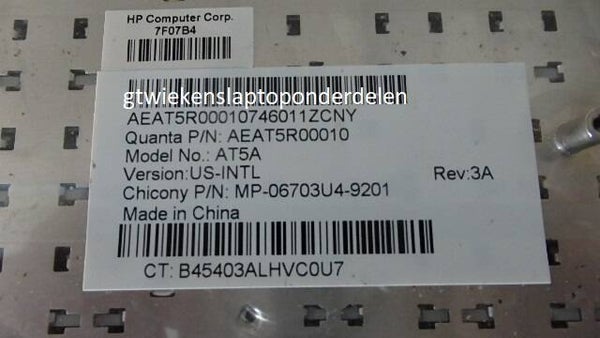 HP Computer Corp.
7F07B4
gtwiekenslaptoponderdelen
AEAT5R00010746011ZCNY
Quanta P/N: AEAT5R00010
Model No.: AT5A
Version:US-INTL Rev:3A
Chicony P/N: MP-06703U4-9201
Made in China
CT: B45403ALHVC0U7